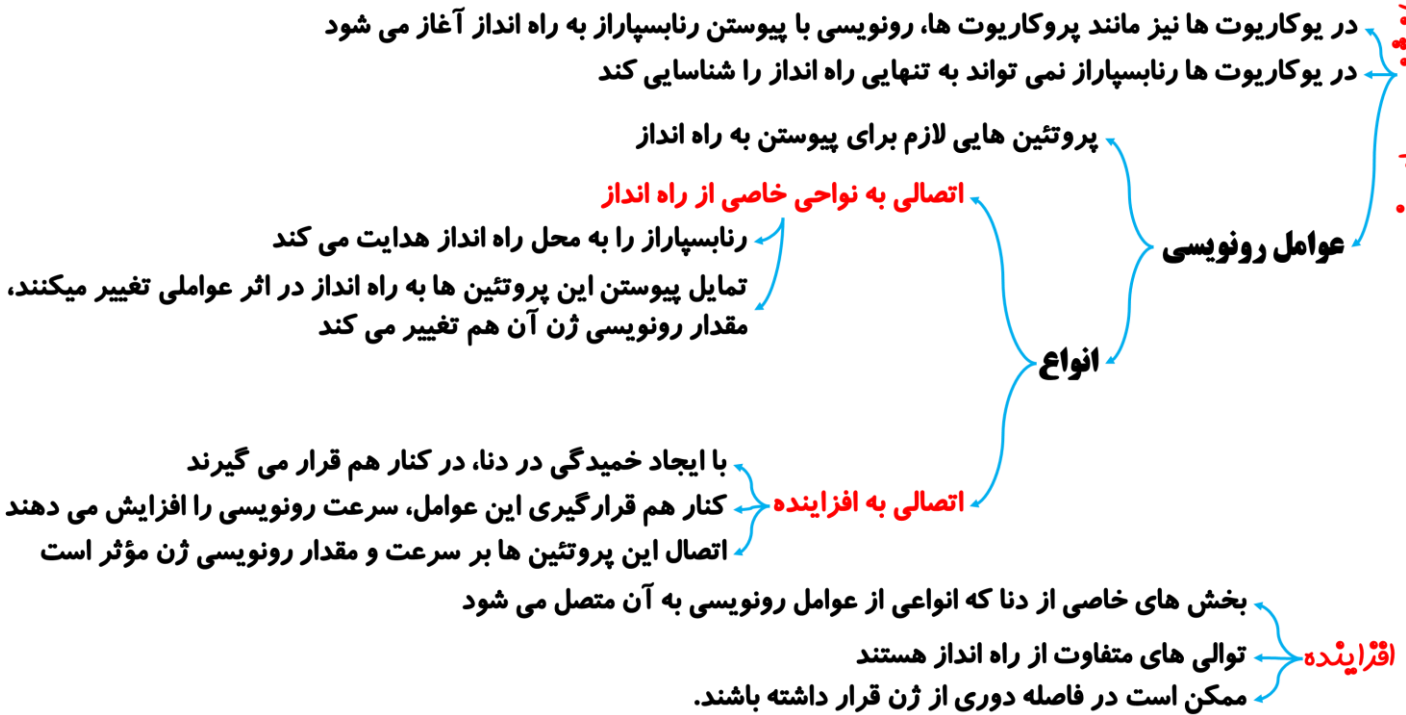 در یوکاریوت ها نیز مانند پروکاریوت ها، رونویسی با پیوستن رنابسپاراز به راه انداز آغاز می شود
در یوکاریوت ها رنابسپاراز نمی تواند به تنهایی راه انداز را شناسایی کند
عوامل رونویسی
پروتئین هایی لازم برای پیوستن به راه انداز
انواع
اتصالی به نواحی خاصی از راه انداز
رنابسپاراز را به محل راه انداز هدایت می کند
تمایل پیوستن این پروتئین ها به راه انداز در اثر عواملی تغییر میکنند،
مقدار رونویسی ژن آن هم تغییر می کند
اتصالی به افزاینده
با ایجاد خمیدگی در دنا، در کنار هم قرار می گیرند
کنار هم قرارگیری این عوامل، سرعت رونویسی را افزایش می دهند
اتصال این پروتئین ها بر سرعت و مقدار رونویسی ژن مؤثر است
افزاینده
بخش های خاصی از دنا که انواعی از عوامل رونویسی به آن متصل می شود
توالی های متفاوت از راه انداز هستند
ممکن است در فاصله دوری از ژن قرار داشته باشند.